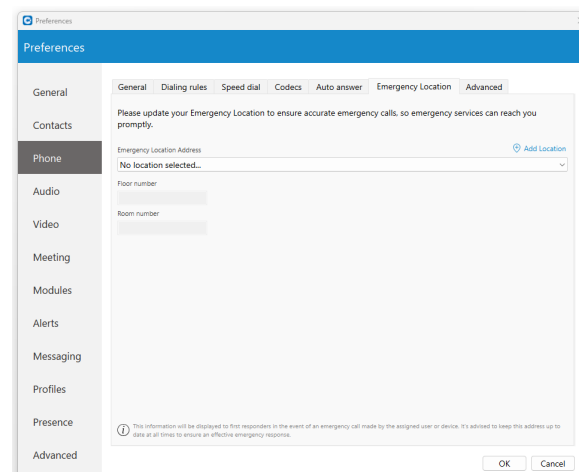 Preferences
Preferences
General
Contacts
Phone
Audio
Video
Meeting
Modules
Alerts
Messaging
Profiles
Presence
Advanced
General Dialing rules Speed dial Codecs Auto answer Emergency Location Advanced
Please update your Emergency Location to ensure accurate emergency calls, so emergency services can reach you
promptly.
Emergency Location Address Add Location
No location selected...
Floor number
Room number
This information will be displayed to first responders in the event of an emergency call made by the assigned user or device. It's advised to keep this address up to
date at all times to ensure an effective emergency response.
OK Cancel